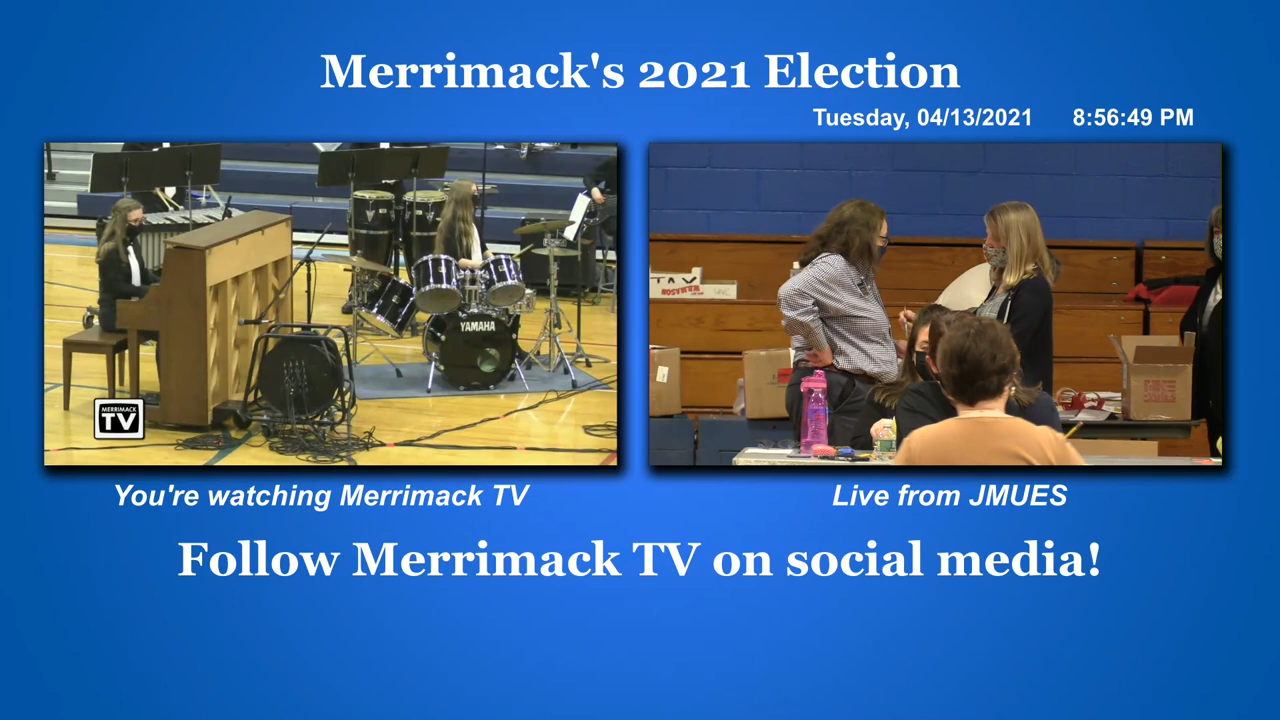 Merrimack's 2021 Election
Tuesday, 04/13/2021 8:56:49 PM
YAMAHA
MERRIMACK
TV
You're watching Merrimack TV
Live from JMUES
Follow Merrimack TV on social media!